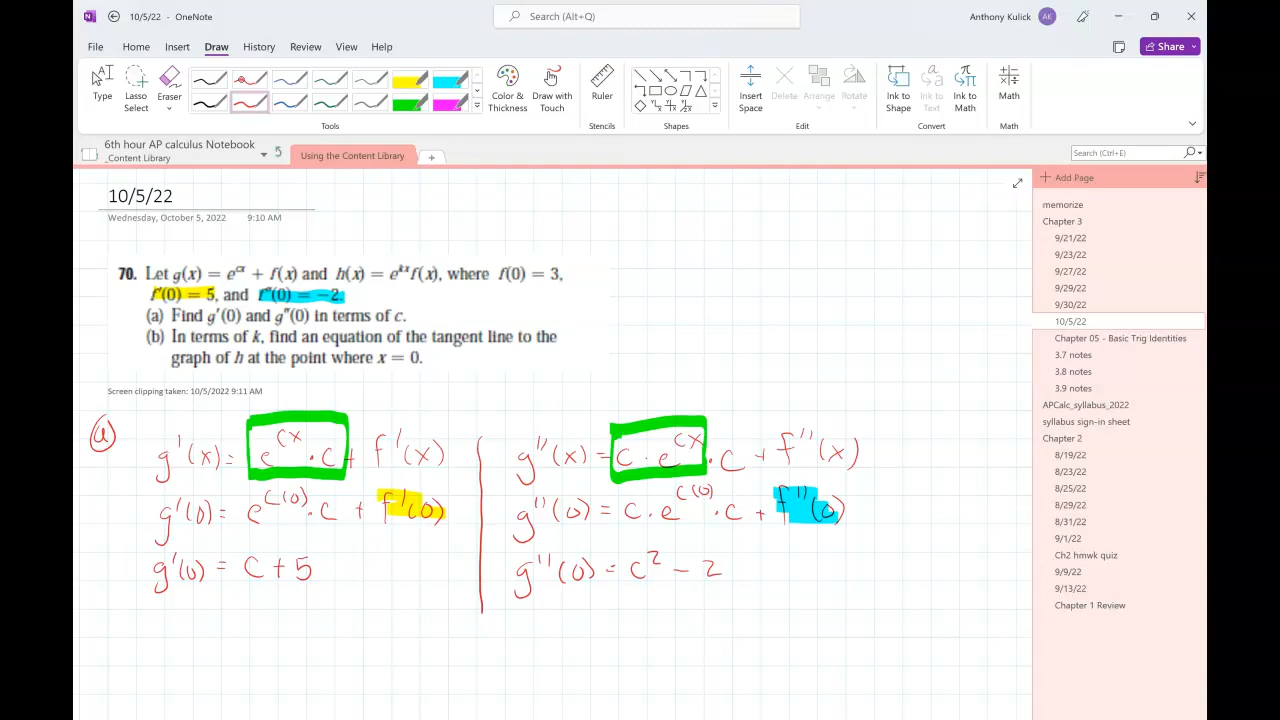 10/5/22 - OneNote
Search (Alt+Q)
Anthony Kulick
AK
File Home Insert Draw History Review View Help
Share
Type
Lasso Select
Eraser
Color & Thickness
Draw with Touch
Ruler
Insert Space
Delete
Arrange
Rotate
Ink to Shape
Ink to Text
Ink to Math
Math
Tools
Stencils
Shapes
Edit
Convert
Math
6th hour AP calculus Notebook
_Content Library
Using the Content Library
Search (Ctrl+E)
10/5/22
Wednesday, October 5, 2022 9:10 AM
70. Let g(x) = e^{cx} + f(x) and h(x) = e^{kx}f(x), where f(0) = 3,
f'(0) = 5, and f''(0) = −2.
(a) Find g'(0) and g''(0) in terms of c.
(b) In terms of k, find an equation of the tangent line to the
graph of h at the point where x = 0.
Screen clipping taken: 10/5/2022 9:11 AM
(a)
g'(x) = e^{cx} · c + f'(x)
g'(0) = e^{c(0)} · c + f'(0)
g'(0) = c + 5
g''(x) = c · e^{cx} · c + f''(x)
g''(0) = c · e^{c(0)} · c + f''(0)
g''(0) = c² − 2
Add Page
memorize
Chapter 3
9/21/22
9/23/22
9/27/22
9/29/22
9/30/22
10/5/22
Chapter 05 - Basic Trig Identities
3.7 notes
3.8 notes
3.9 notes
APCalc_syllabus_2022
syllabus sign-in sheet
Chapter 2
8/19/22
8/23/22
8/25/22
8/29/22
8/31/22
9/1/22
Ch2 hmwk quiz
9/9/22
9/13/22
Chapter 1 Review